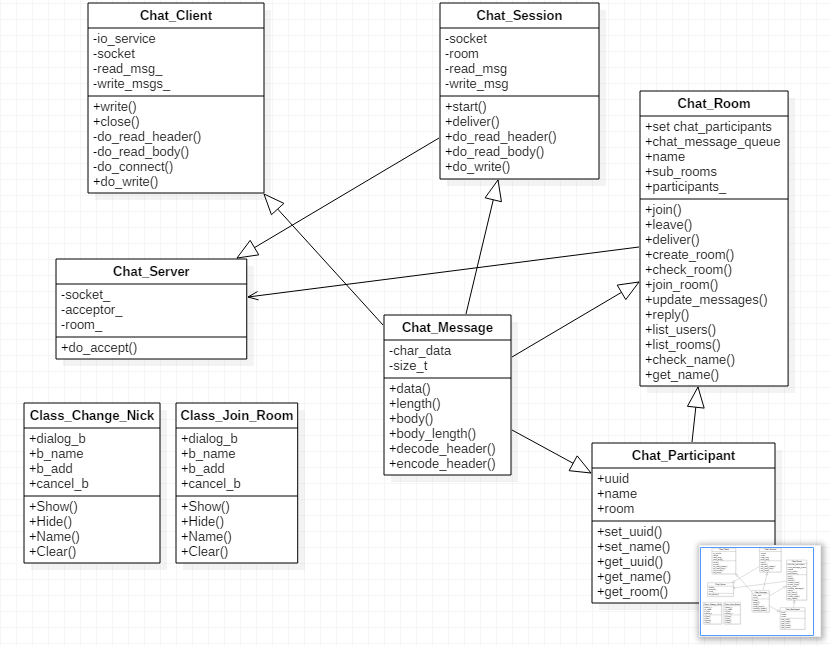 Chat_Client
-io_service
-socket
-read_msg_
-write_msgs_
+write()
+close()
-do_read_header()
-do_read_body()
-do_connect()
+do_write()
Chat_Session
-socket
-room
-read_msg
-write_msg
+start()
+deliver()
+do_read_header()
+do_read_body()
+do_write()
Chat_Room
+set chat_participants
+chat_message_queue
+name
+sub_rooms
+participants_
+join()
+leave()
+deliver()
+create_room()
+check_room()
+join_room()
+update_messages()
+reply()
+list_users()
+list_rooms()
+check_name()
+get_name()
Chat_Server
-socket_
-acceptor_
-room_
+do_accept()
Chat_Message
-char_data
-size_t
+data()
+length()
+body()
+body_length()
+decode_header()
+encode_header()
Class_Change_Nick
+dialog_b
+b_name
+b_add
+cancel_b
+Show()
+Hide()
+Name()
+Clear()
Class_Join_Room
+dialog_b
+b_name
+b_add
+cancel_b
+Show()
+Hide()
+Name()
+Clear()
Chat_Participant
+uuid
+name
+room
+set_uuid()
+set_name()
+get_uuid()
+get_name()
+get_room()